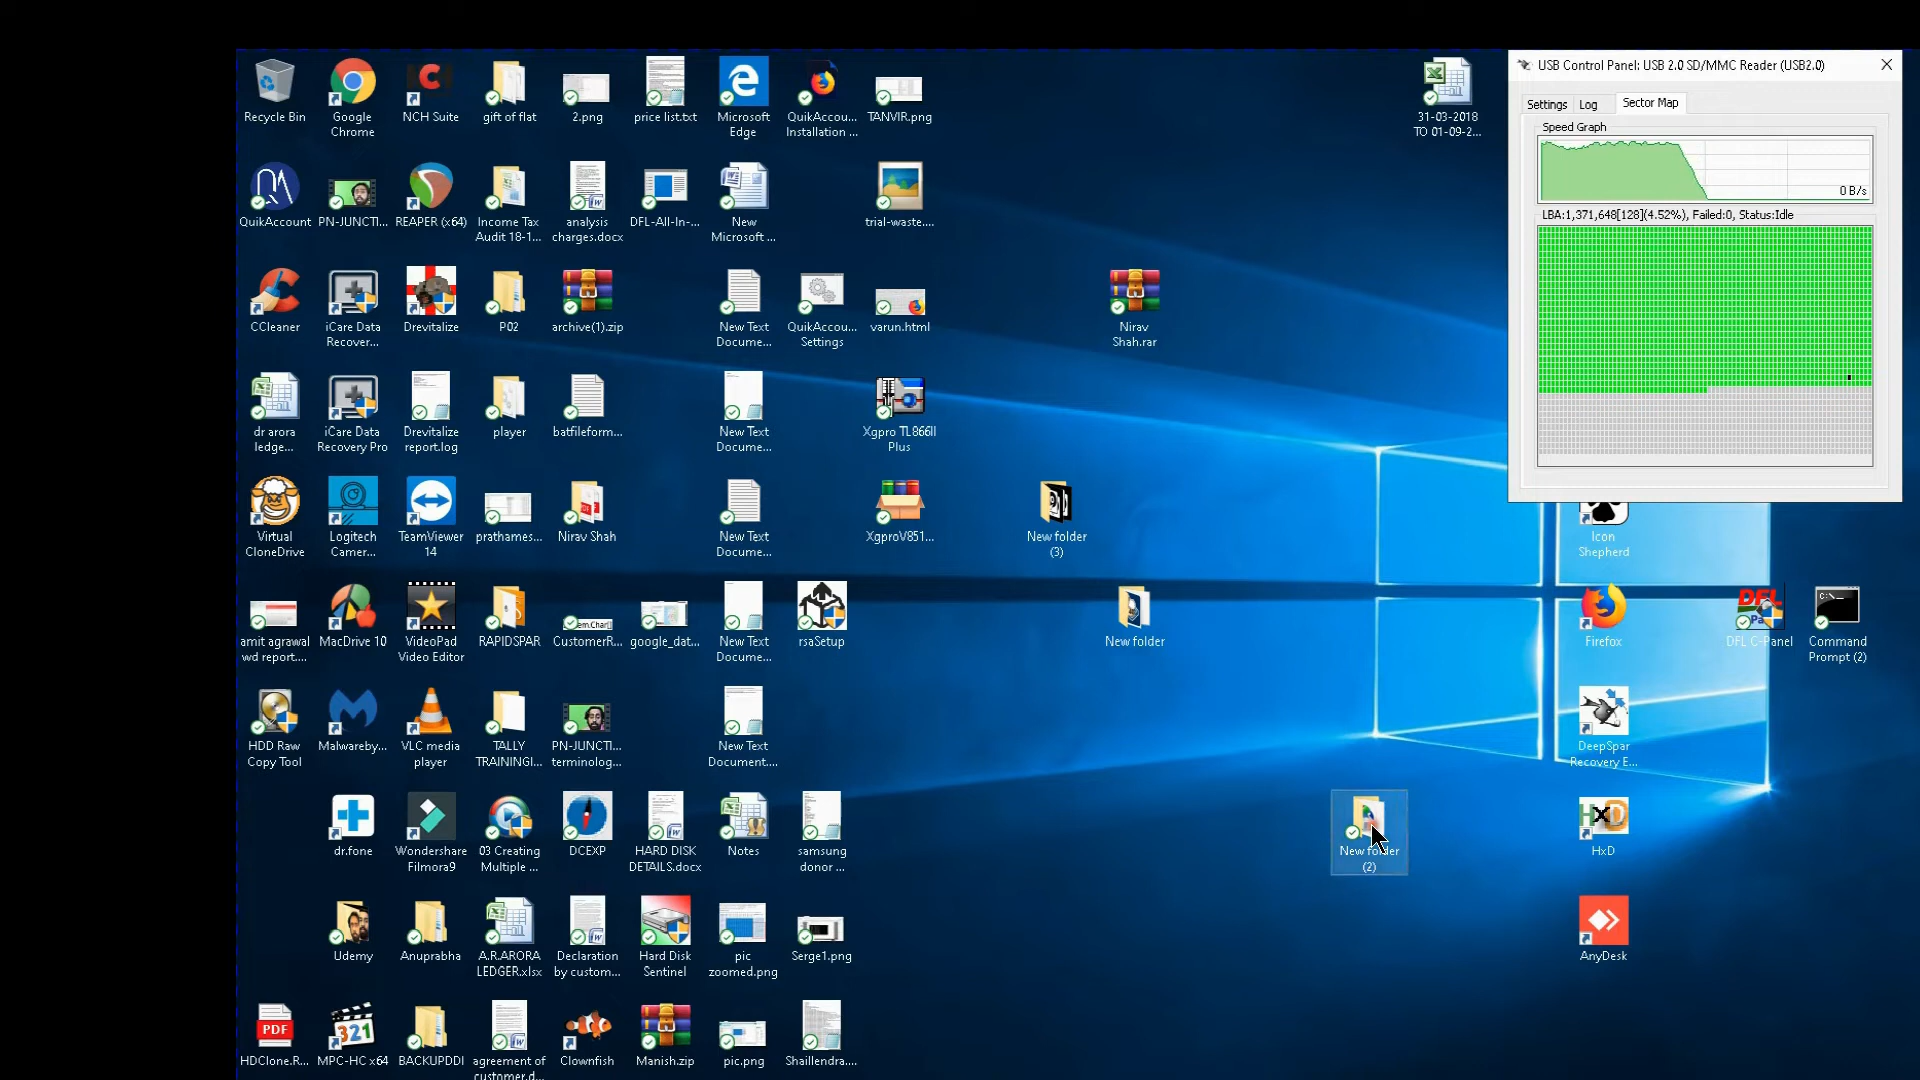 USB Control Panel: USB 2.0 SD/MMC Reader (USB2.0)
Settings Log Sector Map
Speed Graph
0 B/s
LBA:1,371,648[128](4.52%), Failed:0, Status:Idle
Recycle Bin
Google
Chrome
NCH Suite
gift of flat
2.png
price list.txt
Microsoft
Edge
QuikAccou...
Installation ...
TANVIR.png
31-03-2018
TO 01-09-2...
QuikAccount
PN-JUNCTI...
REAPER (x64)
Income Tax
Audit 18-1...
analysis
charges.docx
DFL-All-In-...
New
Microsoft ...
trial-waste....
CCleaner
iCare Data
Recover...
Drevitalize
P02
archive(1).zip
New Text
Docume...
QuikAccou...
Settings
varun.html
Nirav
Shah.rar
dr arora
ledge...
iCare Data
Recovery Pro
Drevitalize
report.log
player
batfileform...
New Text
Docume...
Xgpro TL866II
Plus
Virtual
CloneDrive
Logitech
Camer...
TeamViewer
14
prathames...
Nirav Shah
New Text
Docume...
XgproV851...
New folder
(3)
Icon
Shepherd
amit agrawal
wd report....
MacDrive 10
VideoPad
Video Editor
RAPIDSPAR
em.Char[]
CustomerR...
google_dat...
New Text
Docume...
rsaSetup
New folder
Firefox
DFL
DFL C-Panel
C:\_
Command
Prompt (2)
HDD Raw
Copy Tool
Malwareby...
VLC media
player
TALLY
TRAININGI...
PN-JUNCTI...
terminolog...
New Text
Document....
DeepSpar
Recovery E...
dr.fone
Wondershare
Filmora9
03 Creating
Multiple ...
DCEXP
HARD DISK
DETAILS.docx
Notes
samsung
donor ...
New folder
(2)
HxD
HxD
Udemy
Anuprabha
A.R.ARORA
LEDGER.xlsx
Declaration
by custom...
Hard Disk
Sentinel
pic
zoomed.png
Serge1.png
AnyDesk
PDF
HDClone.R...
321
MPC-HC x64
BACKUPDDI
agreement of
customer.d...
Clownfish
Manish.zip
pic.png
Shaillendra....